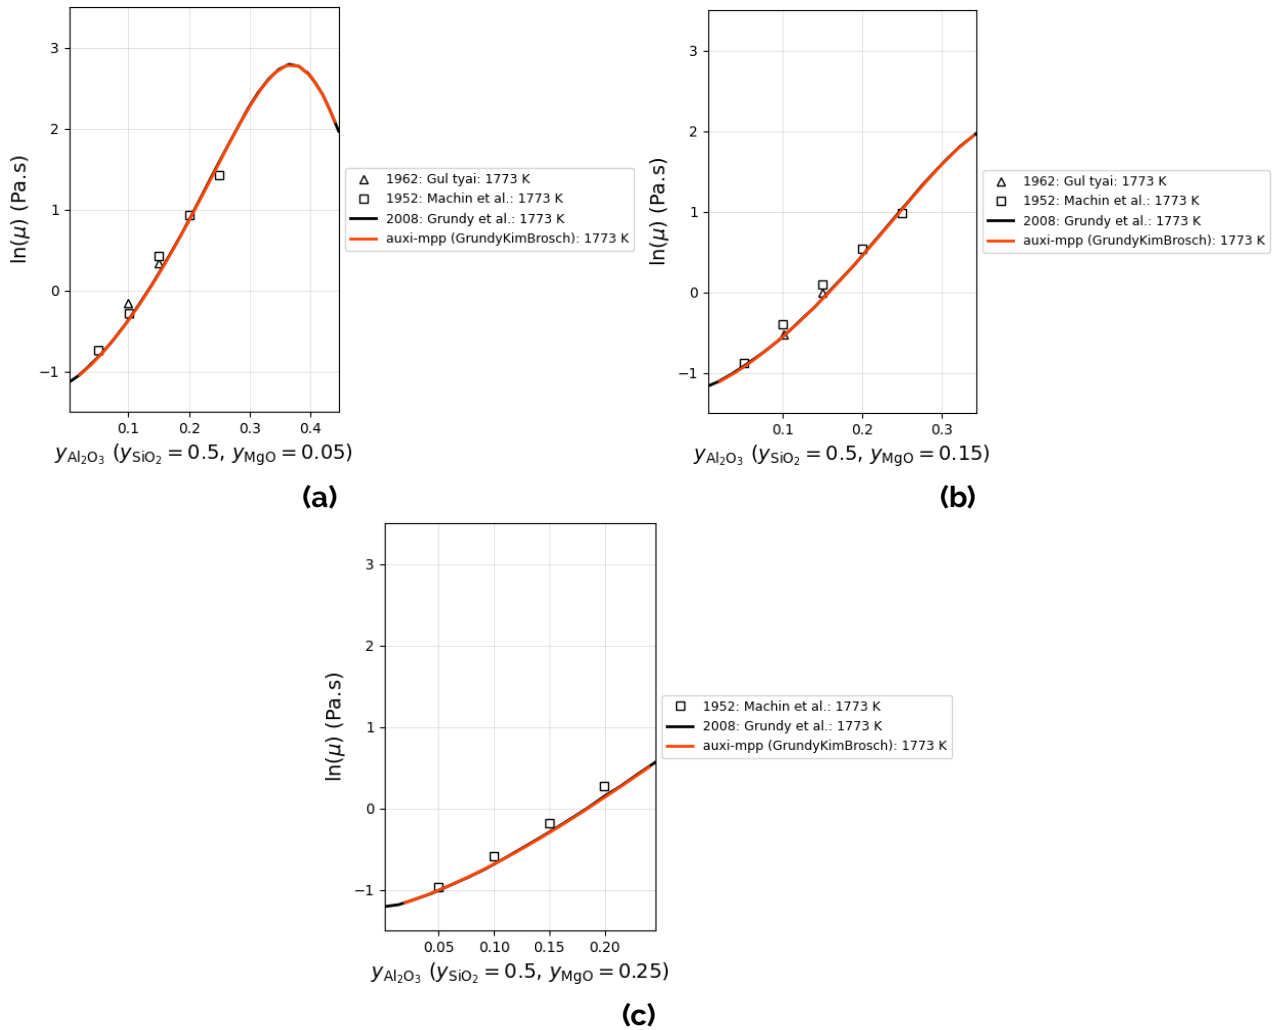 3
2
1
0
−1
ln(μ) (Pa.s)
0.1 0.2 0.3 0.4
y_Al₂O₃ (y_SiO₂ = 0.5, y_MgO = 0.05)
1962: Gul tyai: 1773 K
1952: Machin et al.: 1773 K
2008: Grundy et al.: 1773 K
auxi-mpp (GrundyKimBrosch): 1773 K
(a)
3
2
1
0
−1
ln(μ) (Pa.s)
0.1 0.2 0.3
y_Al₂O₃ (y_SiO₂ = 0.5, y_MgO = 0.15)
1962: Gul tyai: 1773 K
1952: Machin et al.: 1773 K
2008: Grundy et al.: 1773 K
auxi-mpp (GrundyKimBrosch): 1773 K
(b)
3
2
1
0
−1
ln(μ) (Pa.s)
0.05 0.10 0.15 0.20
y_Al₂O₃ (y_SiO₂ = 0.5, y_MgO = 0.25)
1952: Machin et al.: 1773 K
2008: Grundy et al.: 1773 K
auxi-mpp (GrundyKimBrosch): 1773 K
(c)